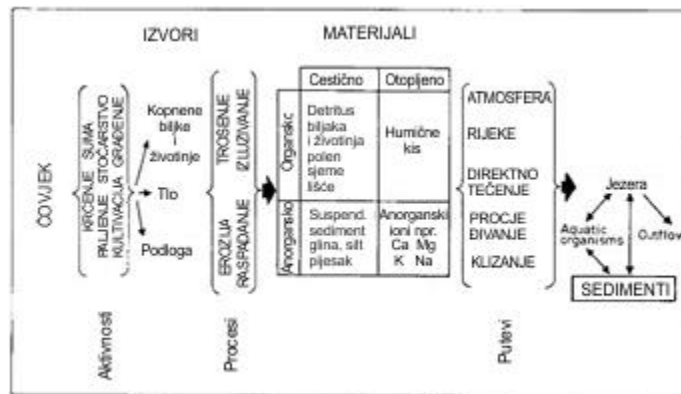 IZVORI
MATERIJALI
ČOVJEK
KRČENJE ŠUMA
PALJENJE STOČARSTVO
KULTIVACIJA GRAĐENJE
Aktivnosti
Kopnene
biljke
i
životinje
Tlo
Podloga
TROŠENJE
IZLUŽIVANJE
EROZIJA
RASPADANJE
Procesi
Cestično
Otopljeno
Organsko
Detritus
biljaka
i životinja
polen
sjeme
lišće
Humične
kis
Anorgansko
Suspend.
sediment
glina, silt
pijesak
Anorganski
ioni npr.
Ca Mg
K Na
ATMOSFERA
RIJEKE
DIREKTNO
TEČENJE
PROCJE
ĐIVANJE
KLIZANJE
Putevi
Jezera
Aquatic
organisms
Outflow
SEDIMENTI